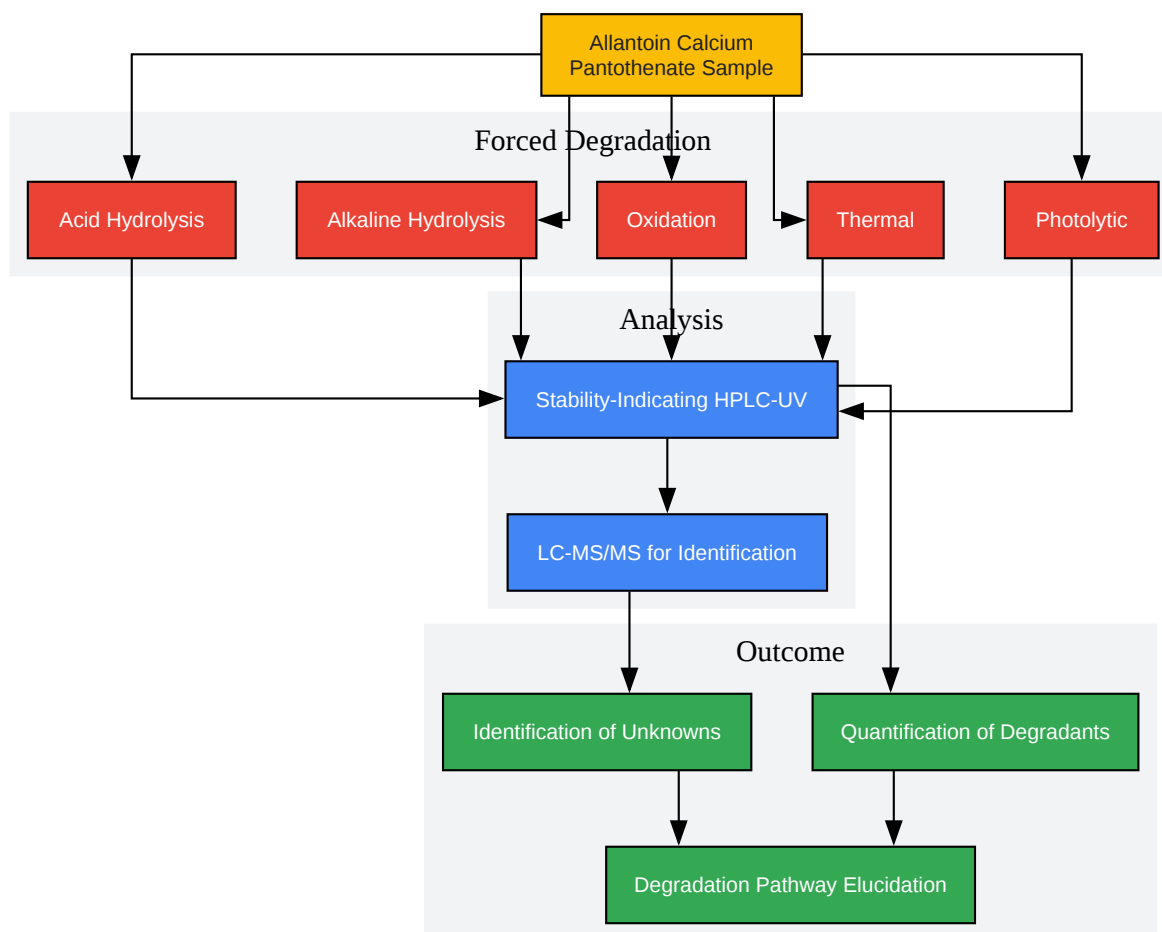 Allantoin Calcium
Pantothenate Sample
Forced Degradation
Acid Hydrolysis
Alkaline Hydrolysis
Oxidation
Thermal
Photolytic
Analysis
Stability-Indicating HPLC-UV
LC-MS/MS for Identification
Outcome
Identification of Unknowns
Quantification of Degradants
Degradation Pathway Elucidation